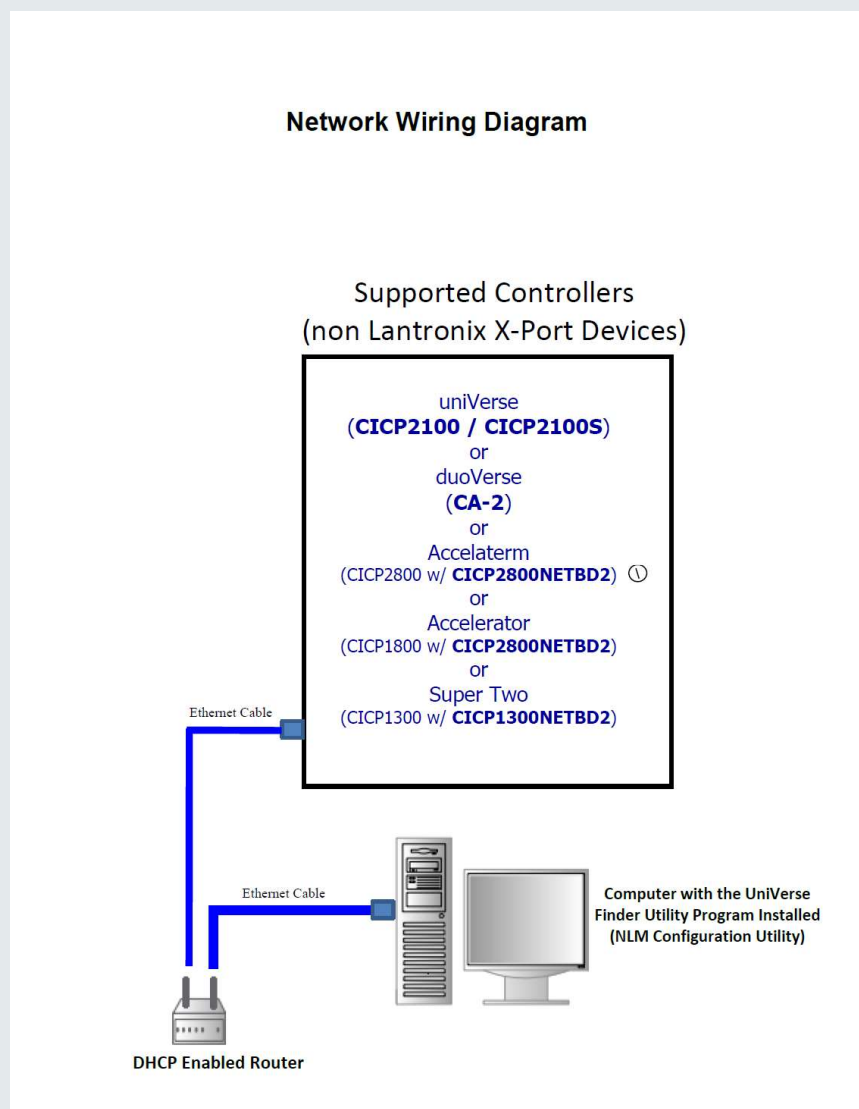 Network Wiring Diagram
Supported Controllers
(non Lantronix X-Port Devices)
uniVerse
(CICP2100 / CICP2100S)
or
duoVerse
(CA-2)
or
Accelaterm
(CICP2800 w/ CICP2800NETBD2)
or
Accelerator
(CICP1800 w/ CICP2800NETBD2)
or
Super Two
(CICP1300 w/ CICP1300NETBD2)
Ethernet Cable
Ethernet Cable
Computer with the UniVerse
Finder Utility Program Installed
(NLM Configuration Utility)
DHCP Enabled Router